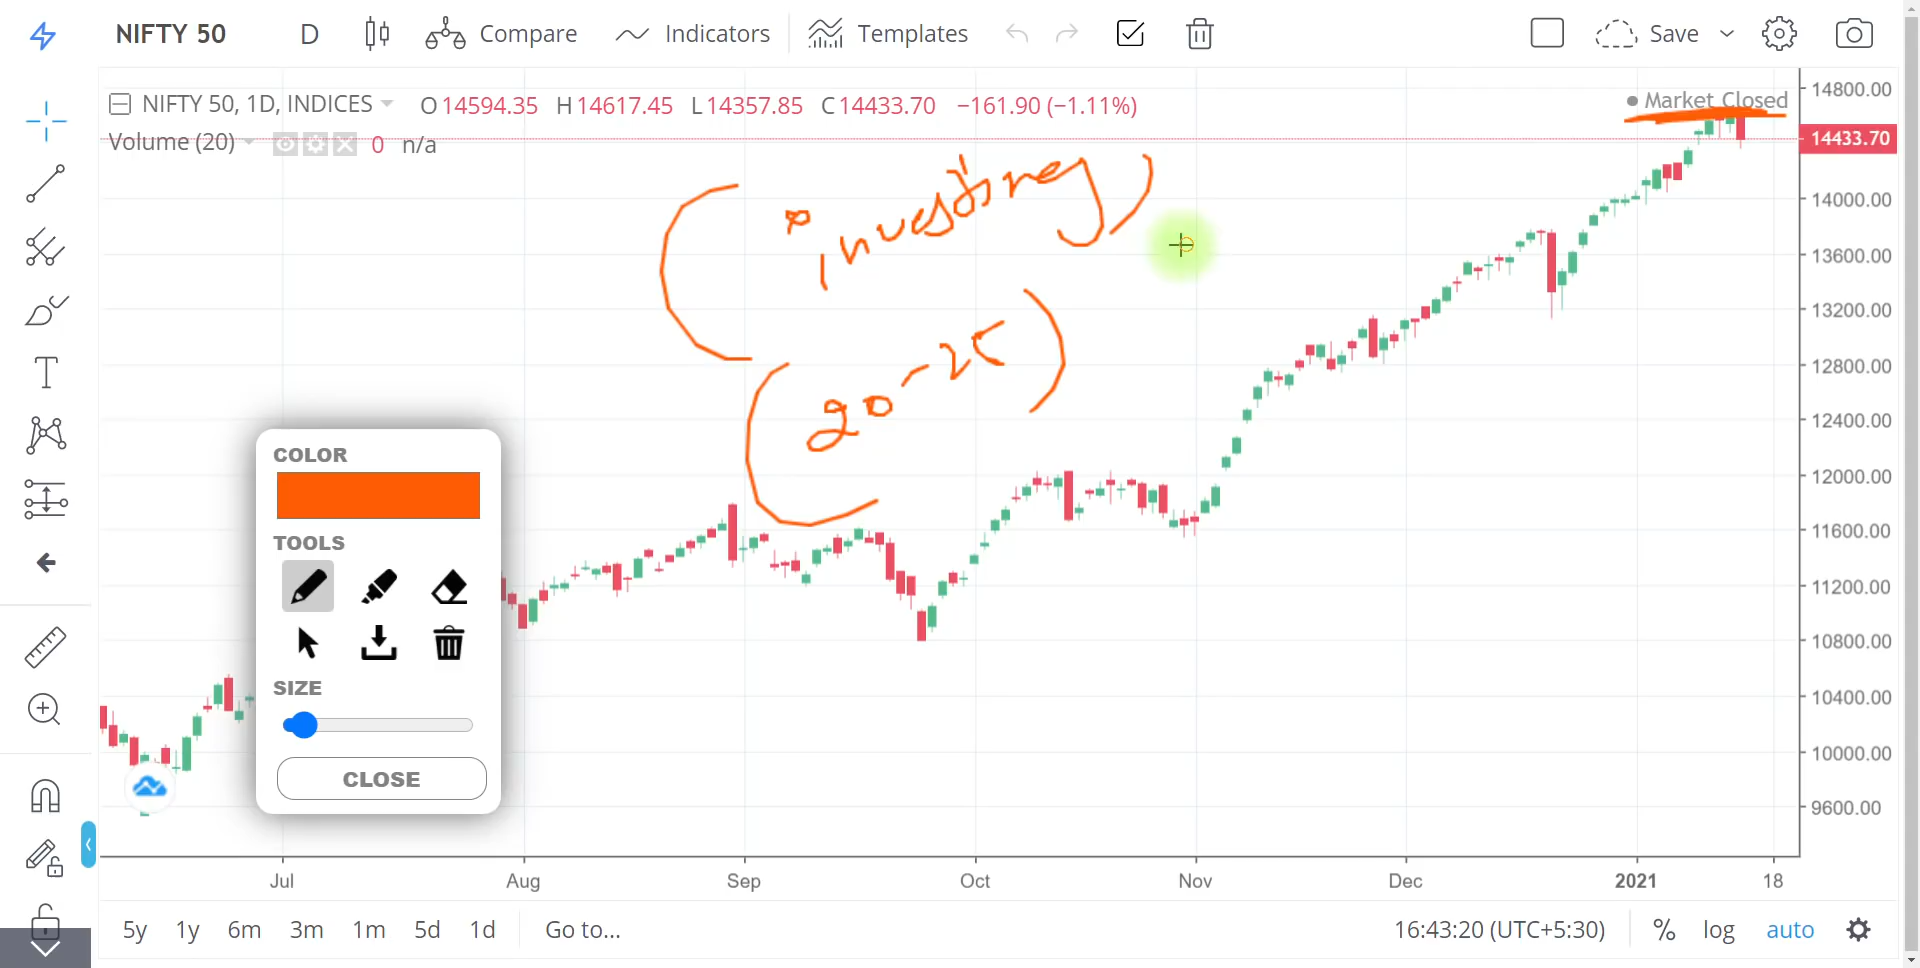 NIFTY 50 D Compare Indicators Templates Save
NIFTY 50, 1D, INDICES O14594.35 H14617.45 L14357.85 C14433.70 −161.90 (−1.11%)
Market Closed
Volume (20) 0 n/a
investing
20-25
COLOR
TOOLS
SIZE
CLOSE
14800.00
14433.70
14000.00
13600.00
13200.00
12800.00
12400.00
12000.00
11600.00
11200.00
10800.00
10400.00
10000.00
9600.00
Jul Aug Sep Oct Nov Dec 2021 18
5y 1y 6m 3m 1m 5d 1d Go to... 16:43:20 (UTC+5:30) % log auto